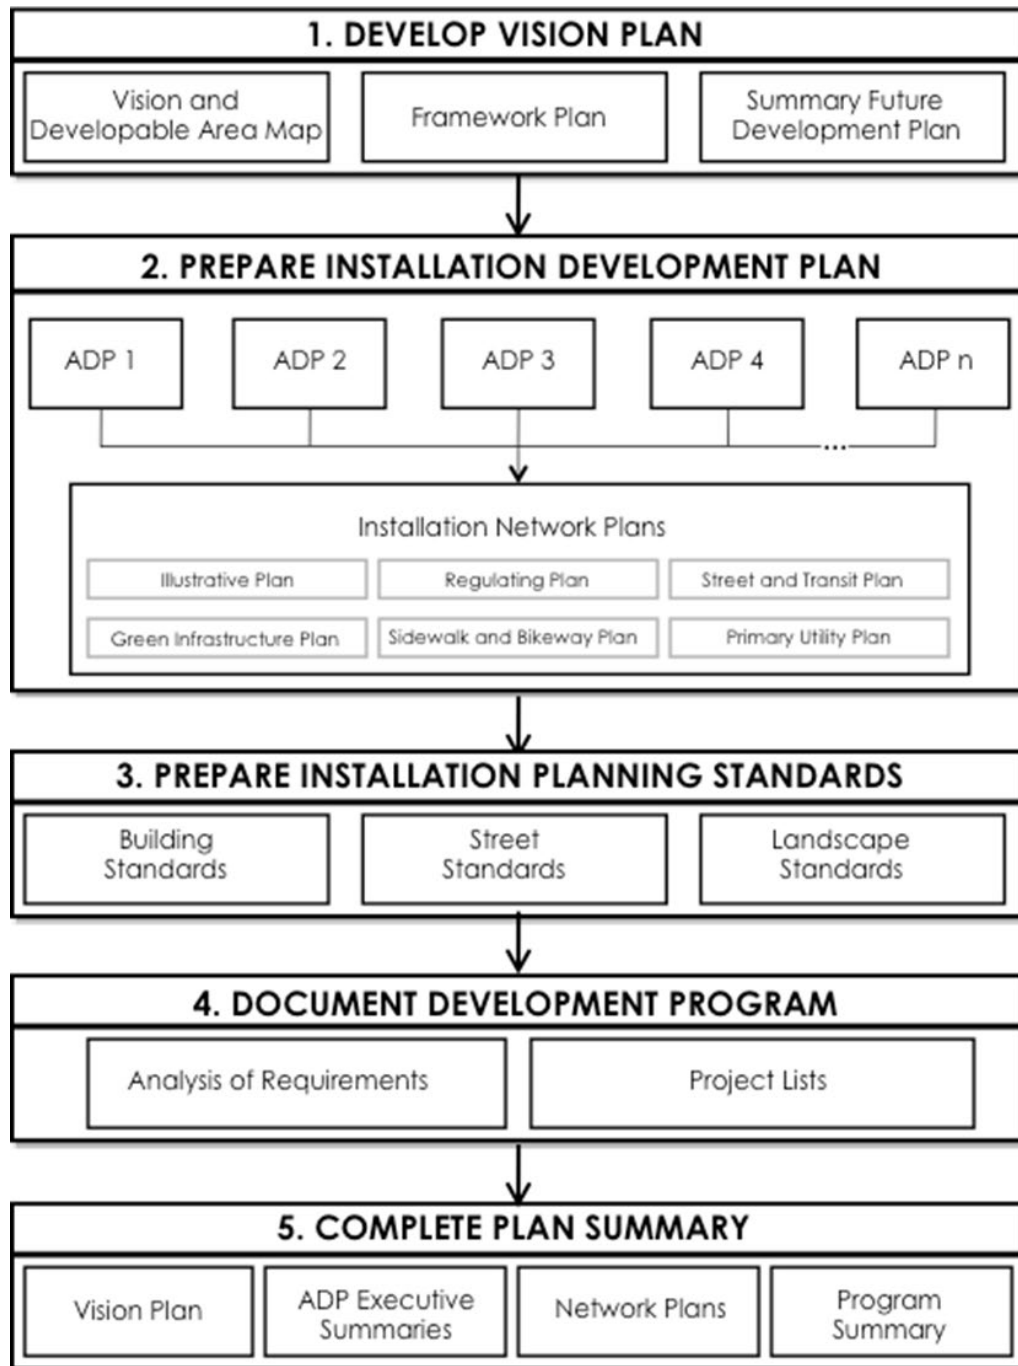 1. DEVELOP VISION PLAN
Vision and
Developable Area Map
Framework Plan
Summary Future
Development Plan
2. PREPARE INSTALLATION DEVELOPMENT PLAN
ADP 1
ADP 2
ADP 3
ADP 4
ADP n
...
Installation Network Plans
Illustrative Plan
Regulating Plan
Street and Transit Plan
Green Infrastructure Plan
Sidewalk and Bikeway Plan
Primary Utility Plan
3. PREPARE INSTALLATION PLANNING STANDARDS
Building
Standards
Street
Standards
Landscape
Standards
4. DOCUMENT DEVELOPMENT PROGRAM
Analysis of Requirements
Project Lists
5. COMPLETE PLAN SUMMARY
Vision Plan
ADP Executive
Summaries
Network Plans
Program
Summary